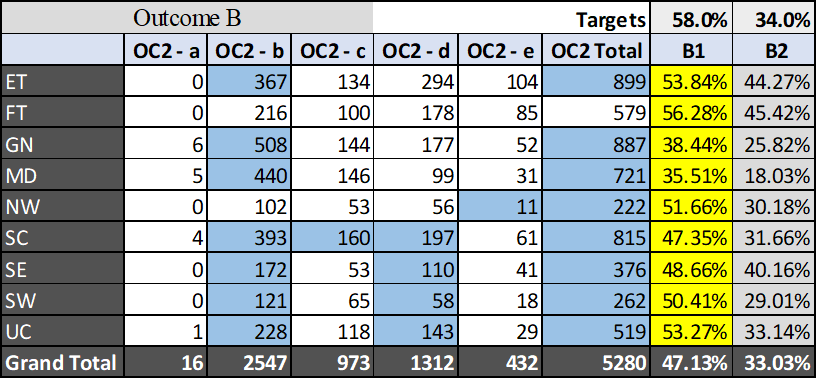 Outcome B Targets 58.0% 34.0%
OC2 - a OC2 - b OC2 - c OC2 - d OC2 - e OC2 Total B1 B2
ET 0 367 134 294 104 899 53.84% 44.27%
FT 0 216 100 178 85 579 56.28% 45.42%
GN 6 508 144 177 52 887 38.44% 25.82%
MD 5 440 146 99 31 721 35.51% 18.03%
NW 0 102 53 56 11 222 51.66% 30.18%
SC 4 393 160 197 61 815 47.35% 31.66%
SE 0 172 53 110 41 376 48.66% 40.16%
SW 0 121 65 58 18 262 50.41% 29.01%
UC 1 228 118 143 29 519 53.27% 33.14%
Grand Total 16 2547 973 1312 432 5280 47.13% 33.03%